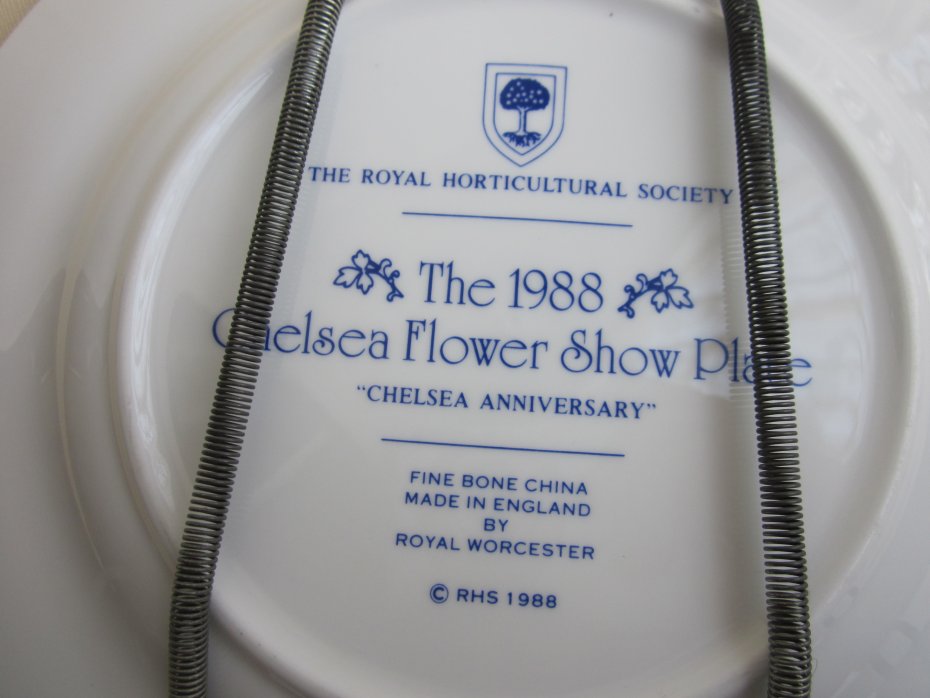 THE ROYAL HORTICULTURAL SOCIETY
The 1988
Chelsea Flower Show Plate
“CHELSEA ANNIVERSARY”
FINE BONE CHINA
MADE IN ENGLAND
BY
ROYAL WORCESTER
© RHS 1988